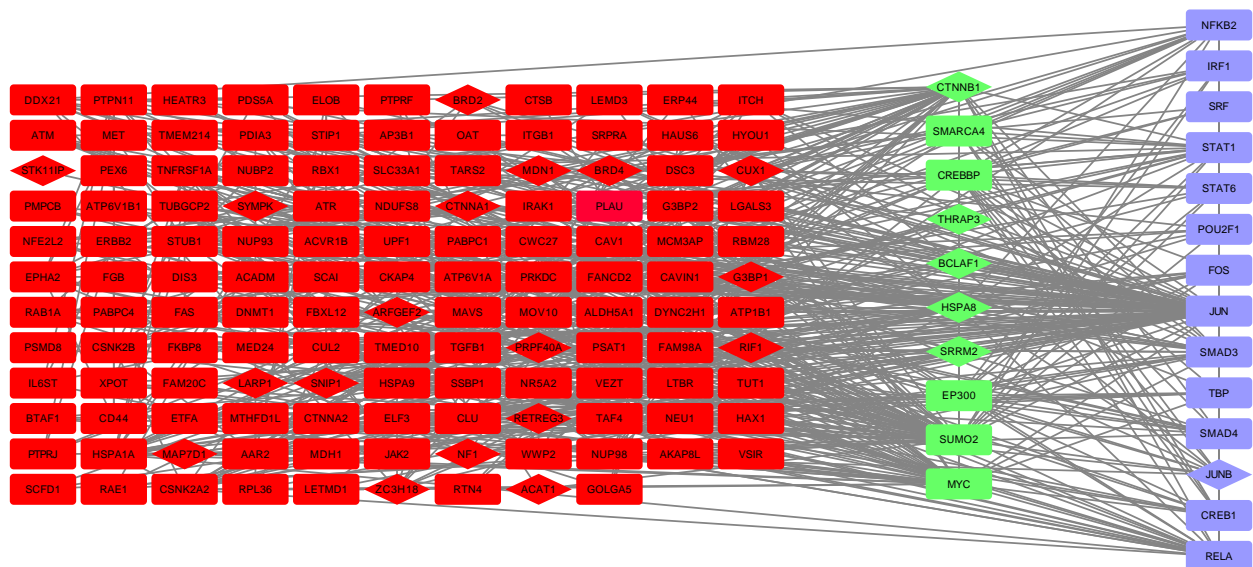 NFKB2
IRF1
DDX21 PTPN11 HEATR3 PDS5A ELOB PTPRF BRD2 CTSB LEMD3 ERP44 ITCH CTNNB1 SRF
ATM MET TMEM214 PDIA3 STIP1 AP3B1 OAT ITGB1 SRPRA HAUS6 HYOU1 SMARCA4 STAT1
STK11IP PEX6 TNFRSF1A NUBP2 RBX1 SLC33A1 TARS2 MDN1 BRD4 DSC3 CUX1 CREBBP STAT6
PMPCB ATP6V1B1 TUBGCP2 SYMPK ATR NDUFS8 CTNNA1 IRAK1 PLAU G3BP2 LGALS3 THRAP3 POU2F1
NFE2L2 ERBB2 STUB1 NUP93 ACVR1B UPF1 PABPC1 CWC27 CAV1 MCM3AP RBM28 BCLAF1 FOS
EPHA2 FGB DIS3 ACADM SCAI CKAP4 ATP6V1A PRKDC FANCD2 CAVIN1 G3BP1 HSPA8 JUN
RAB1A PABPC4 FAS DNMT1 FBXL12 ARFGEF2 MAVS MOV10 ALDH5A1 DYNC2H1 ATP1B1
PSMD8 CSNK2B FKBP8 MED24 CUL2 TMED10 TGFB1 PRPF40A PSAT1 FAM98A RIF1 SRRM2 SMAD3
IL6ST XPOT FAM20C LARP1 SNIP1 HSPA9 SSBP1 NR5A2 VEZT LTBR TUT1 EP300 TBP
BTAF1 CD44 ETFA MTHFD1L CTNNA2 ELF3 CLU RETREG3 TAF4 NEU1 HAX1 SUMO2 SMAD4
PTPRJ HSPA1A MAP7D1 AAR2 MDH1 JAK2 NF1 WWP2 NUP98 AKAP8L VSIR JUNB
SCFD1 RAE1 CSNK2A2 RPL36 LETMD1 ZC3H18 RTN4 ACAT1 GOLGA5 MYC CREB1
RELA